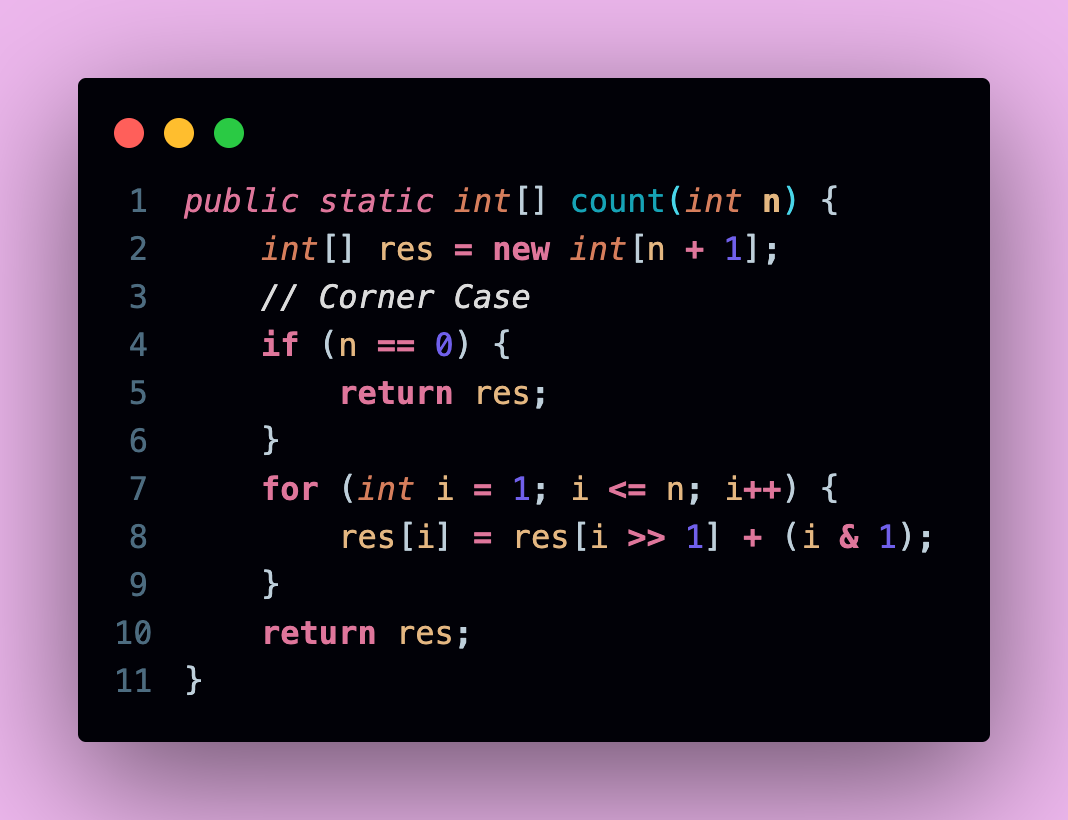 1 public static int[] count(int n) {
2     int[] res = new int[n + 1];
3     // Corner Case
4     if (n == 0) {
5         return res;
6     }
7     for (int i = 1; i <= n; i++) {
8         res[i] = res[i >> 1] + (i & 1);
9     }
10     return res;
11 }